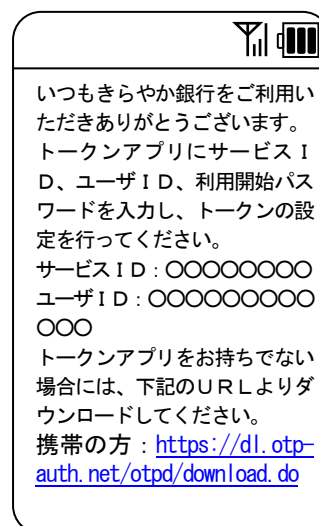 いつもきらやか銀行をご利用い
ただきありがとうございます。
トークンアプリにサービスＩ
Ｄ、ユーザＩＤ、利用開始パス
ワードを入力し、トークンの設
定を行ってください。
サービスＩＤ：○○○○○○○○
ユーザＩＤ：○○○○○○○○○
○○○
トークンアプリをお持ちでない
場合には、下記のＵＲＬよりダ
ウンロードしてください。
携帯の方：https://dl.otp-
auth.net/otpd/download.do